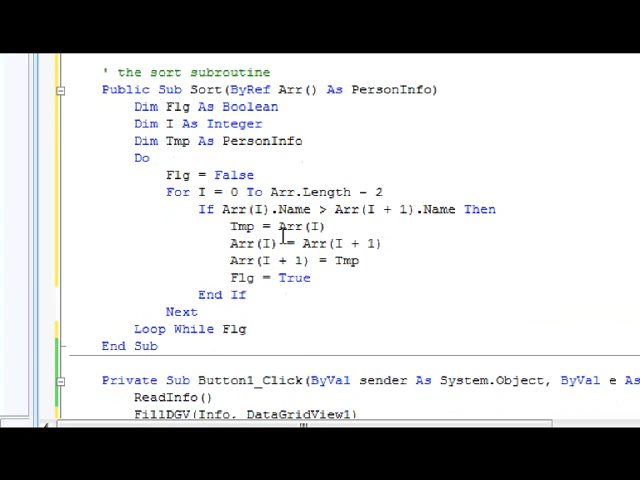 ' the sort subroutine
Public Sub Sort(ByRef Arr() As PersonInfo)
Dim Flg As Boolean
Dim I As Integer
Dim Tmp As PersonInfo
Do
Flg = False
For I = 0 To Arr.Length - 2
If Arr(I).Name > Arr(I + 1).Name Then
Tmp = Arr(I)
Arr(I) = Arr(I + 1)
Arr(I + 1) = Tmp
Flg = True
End If
Next
Loop While Flg
End Sub
Private Sub Button1_Click(ByVal sender As System.Object, ByVal e As
ReadInfo()
FillDGV(Info, DataGridView1)